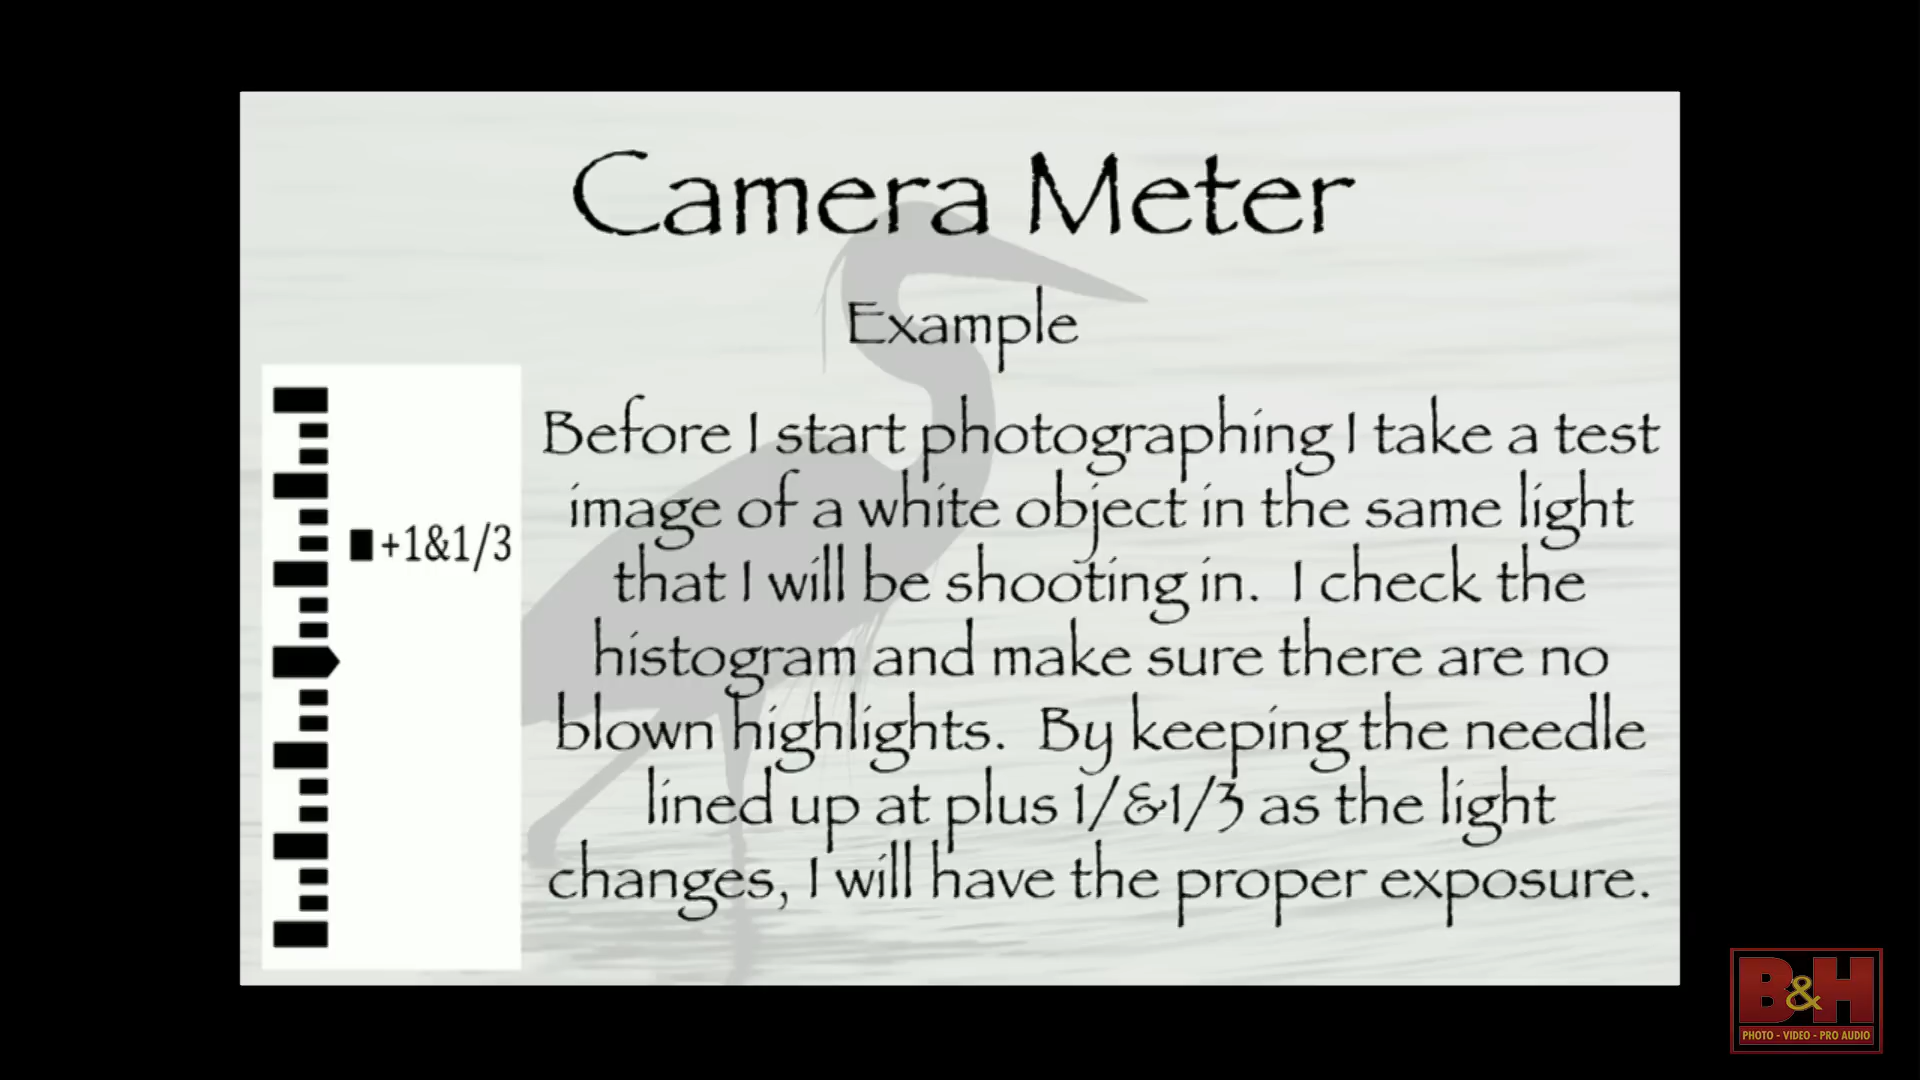 Camera Meter
Example
+1&1/3
Before I start photographing I take a test
image of a white object in the same light
that I will be shooting in. I check the
histogram and make sure there are no
blown highlights. By keeping the needle
lined up at plus 1/&1/3 as the light
changes, I will have the proper exposure.
B&H
PHOTO - VIDEO - PRO AUDIO